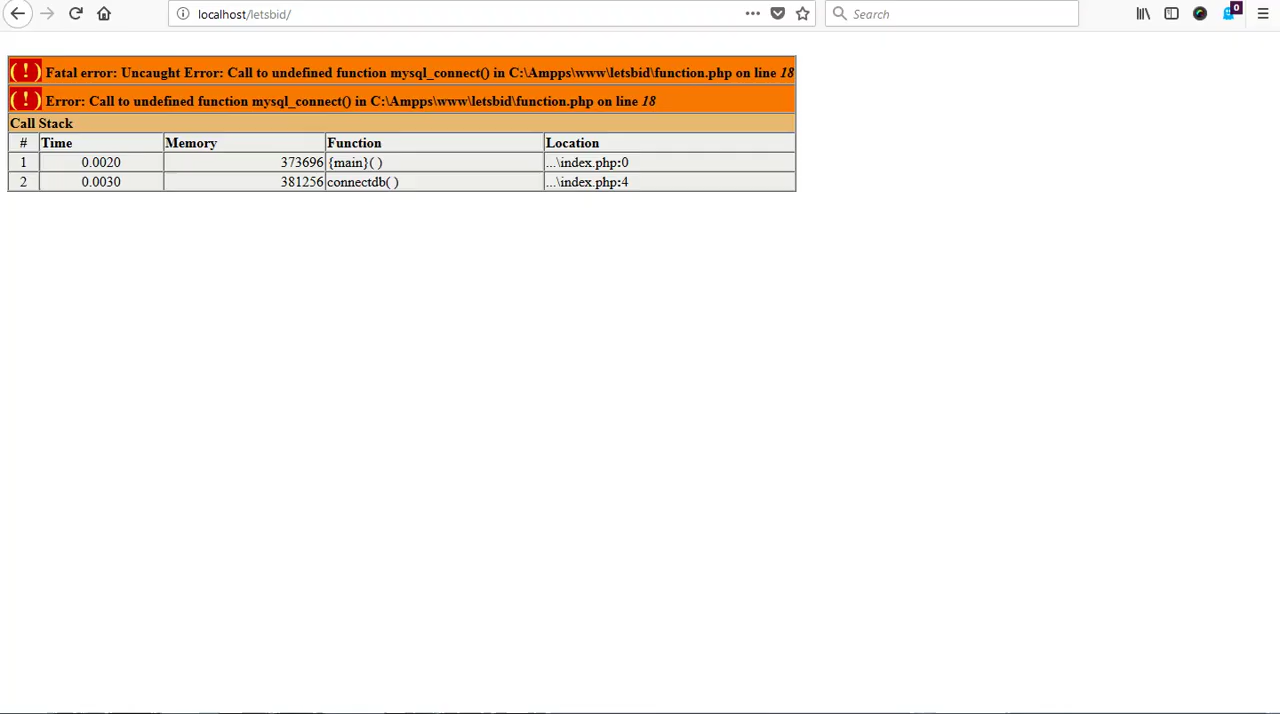 localhost/letsbid/
Search
0
( ! ) Fatal error: Uncaught Error: Call to undefined function mysql_connect() in C:\Ampps\www\letsbid\function.php on line 18
( ! ) Error: Call to undefined function mysql_connect() in C:\Ampps\www\letsbid\function.php on line 18
Call Stack
# Time Memory Function Location
1 0.0020 373696 {main}( ) ...\index.php:0
2 0.0030 381256 connectdb( ) ...\index.php:4